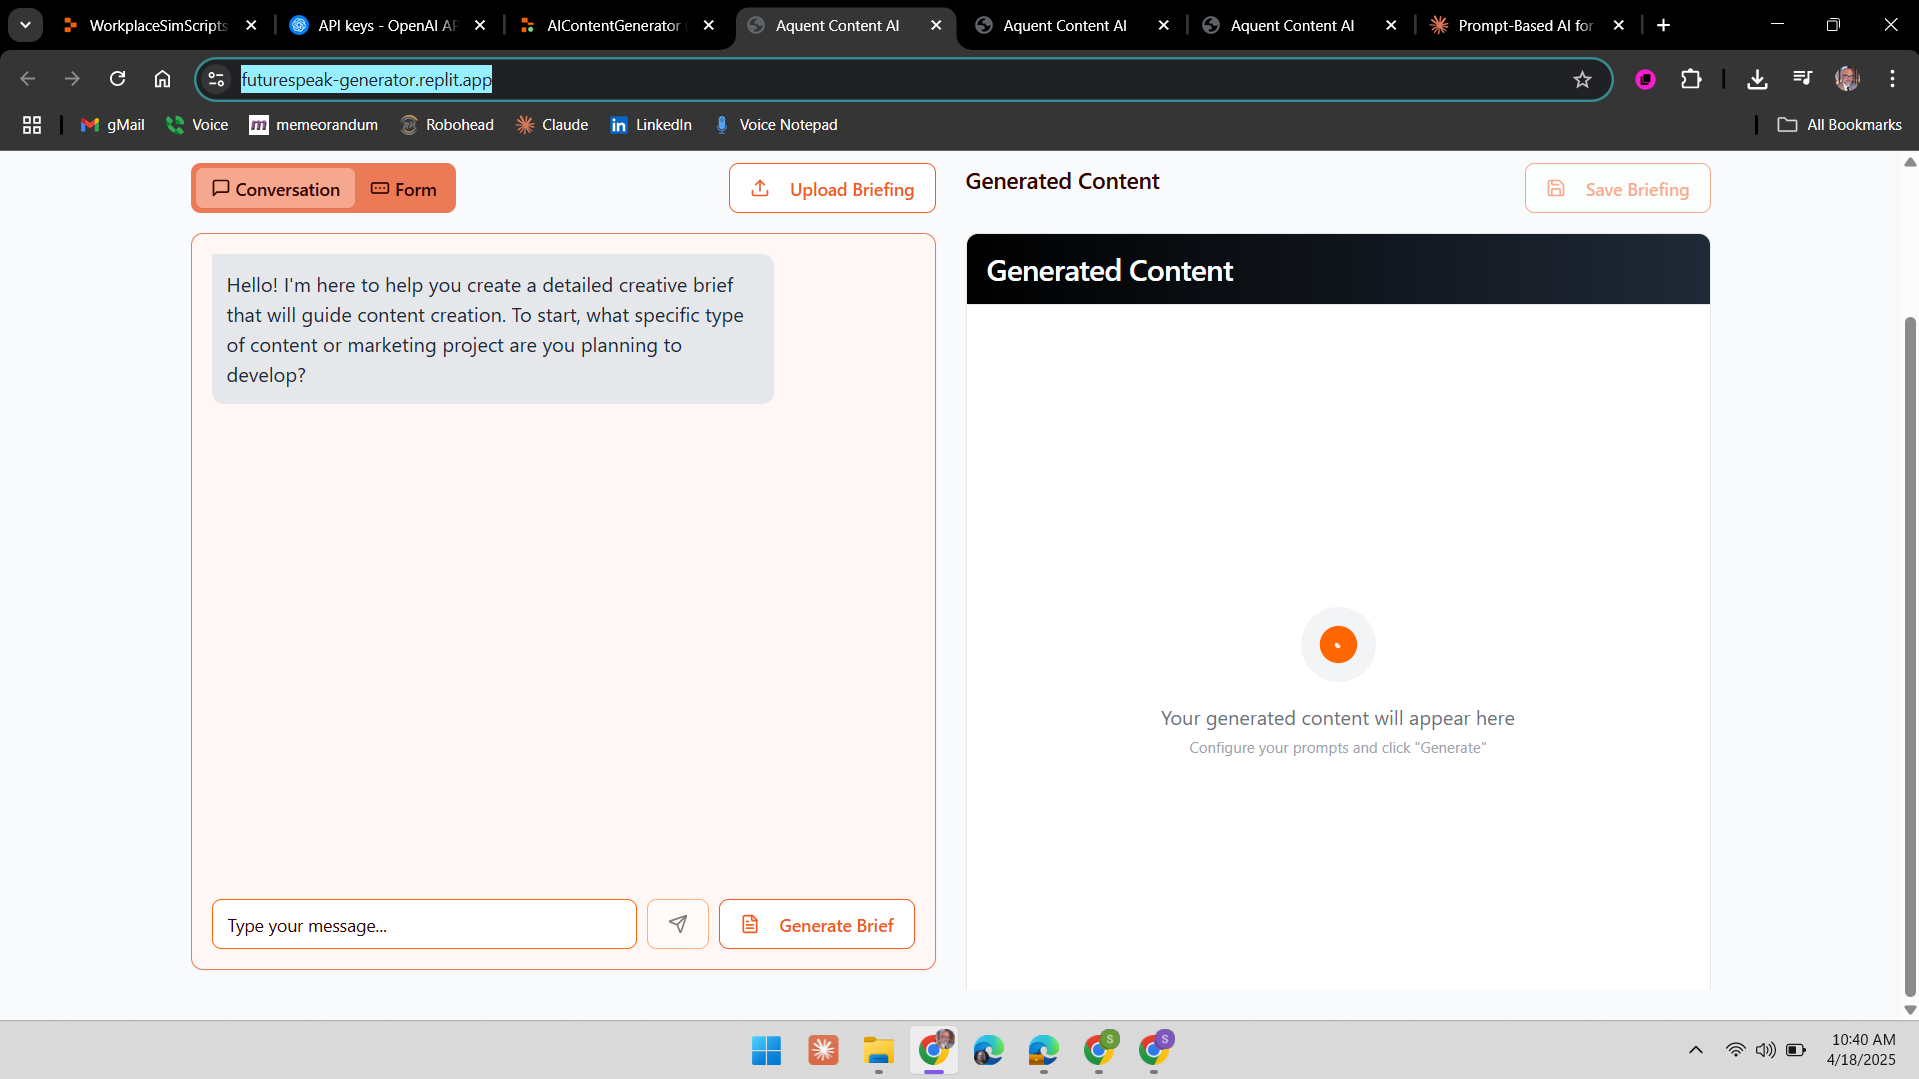 WorkplaceSimScripts
API keys - OpenAI AP
AIContentGenerator
Aquent Content AI
Aquent Content AI
Aquent Content AI
Prompt-Based AI for
futurespeak-generator.replit.app
gMail
Voice
m memeorandum
Robohead
Claude
in LinkedIn
Voice Notepad
All Bookmarks
Conversation
Form
Upload Briefing
Generated Content
Save Briefing
Hello! I'm here to help you create a detailed creative brief
that will guide content creation. To start, what specific type
of content or marketing project are you planning to
develop?
Generated Content
Your generated content will appear here
Configure your prompts and click "Generate"
Type your message...
Generate Brief
S
S
10:40 AM
4/18/2025